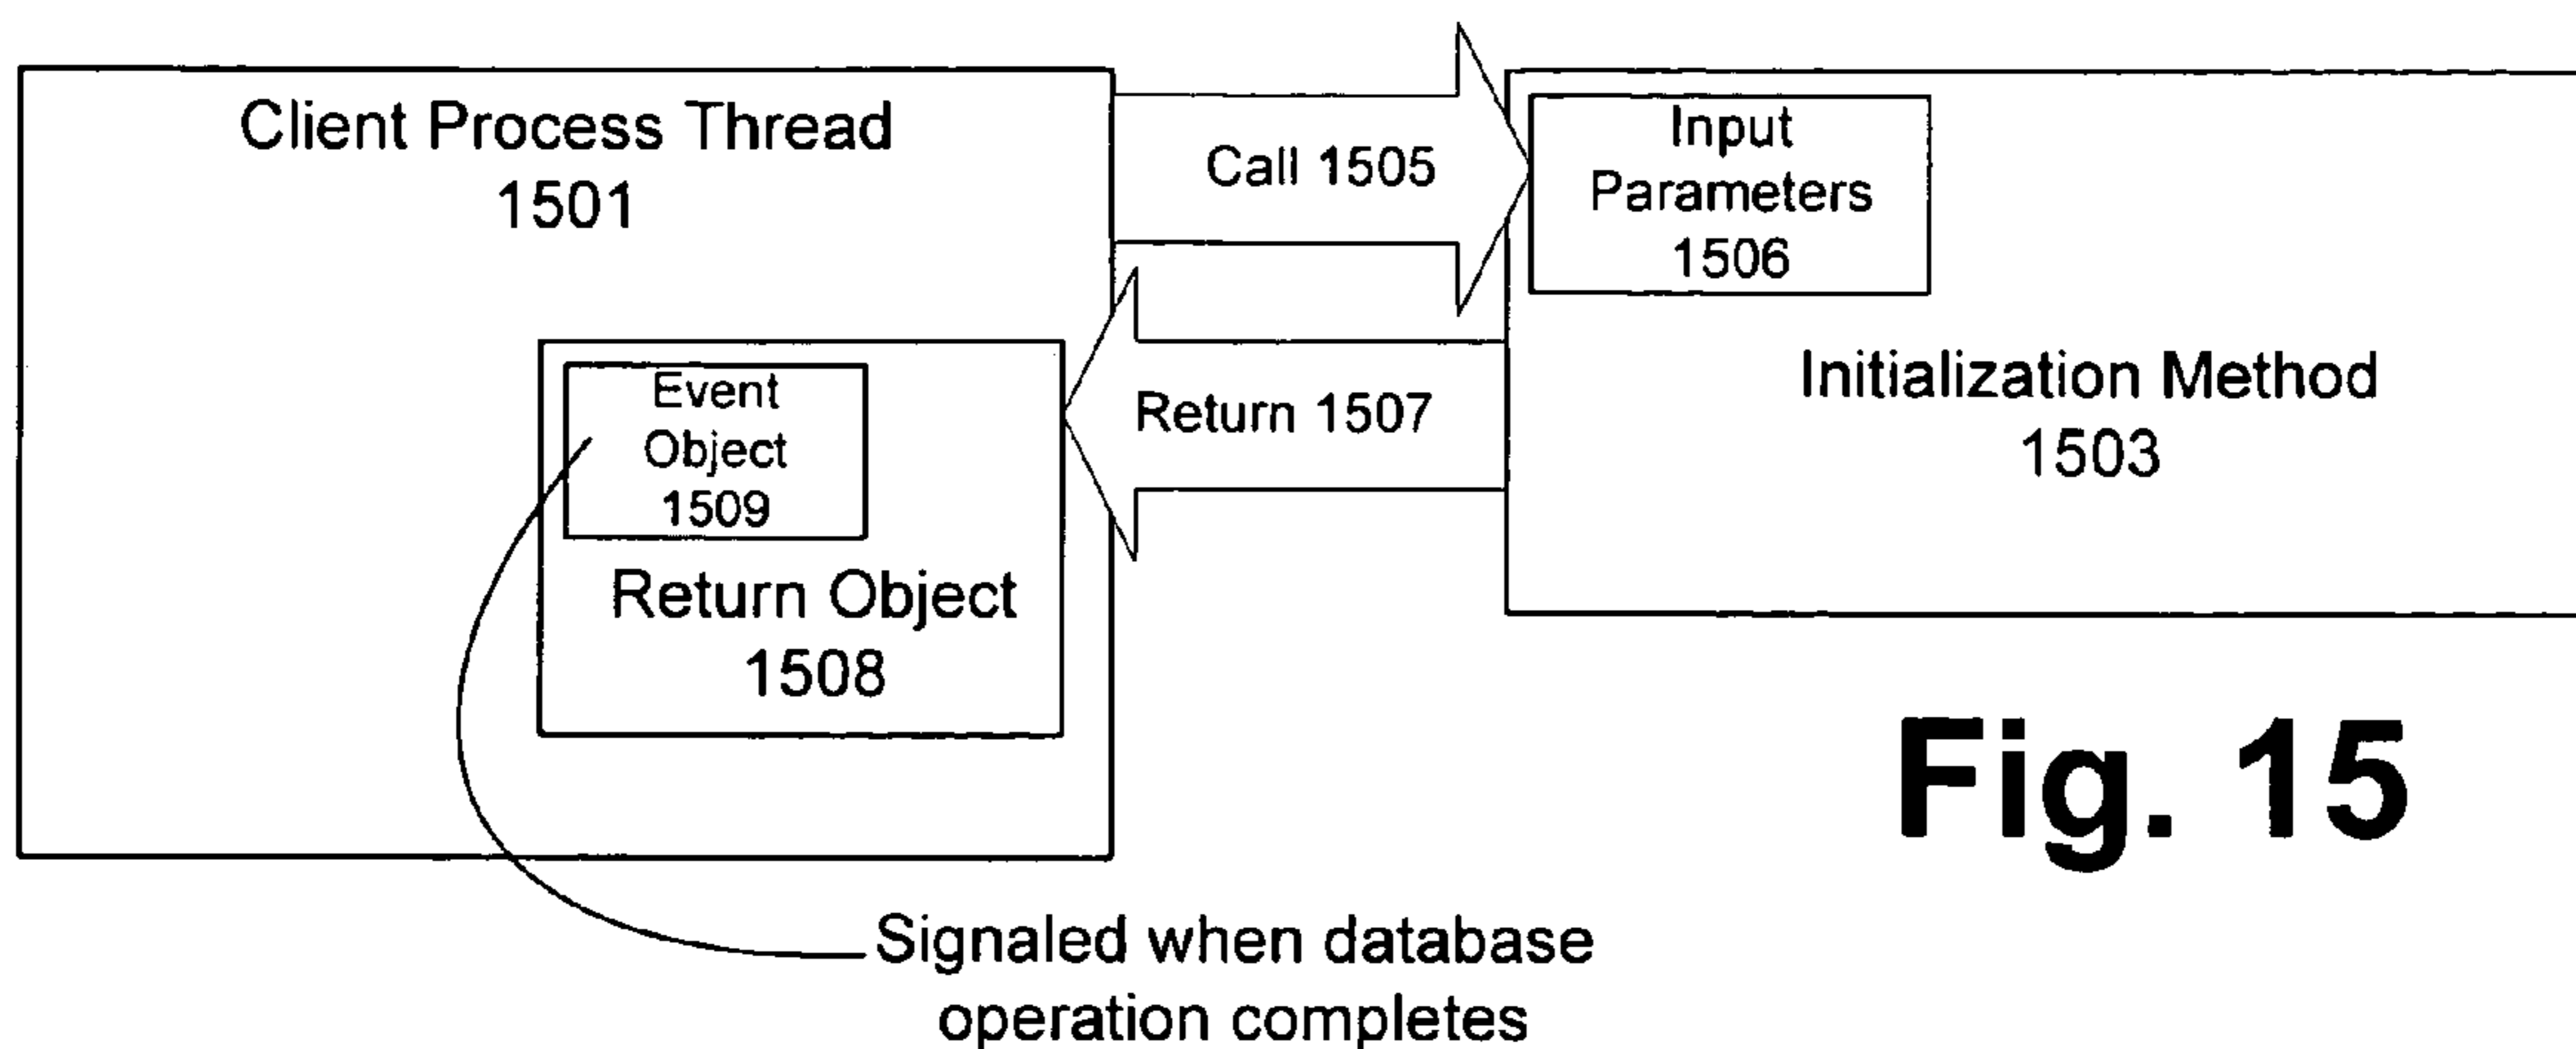 Client Process Thread
1501
Call 1505
Input
Parameters
1506
Event
Object
1509
Return Object
1508
Return 1507
Initialization Method
1503
Signaled when database
operation completes
Fig. 15